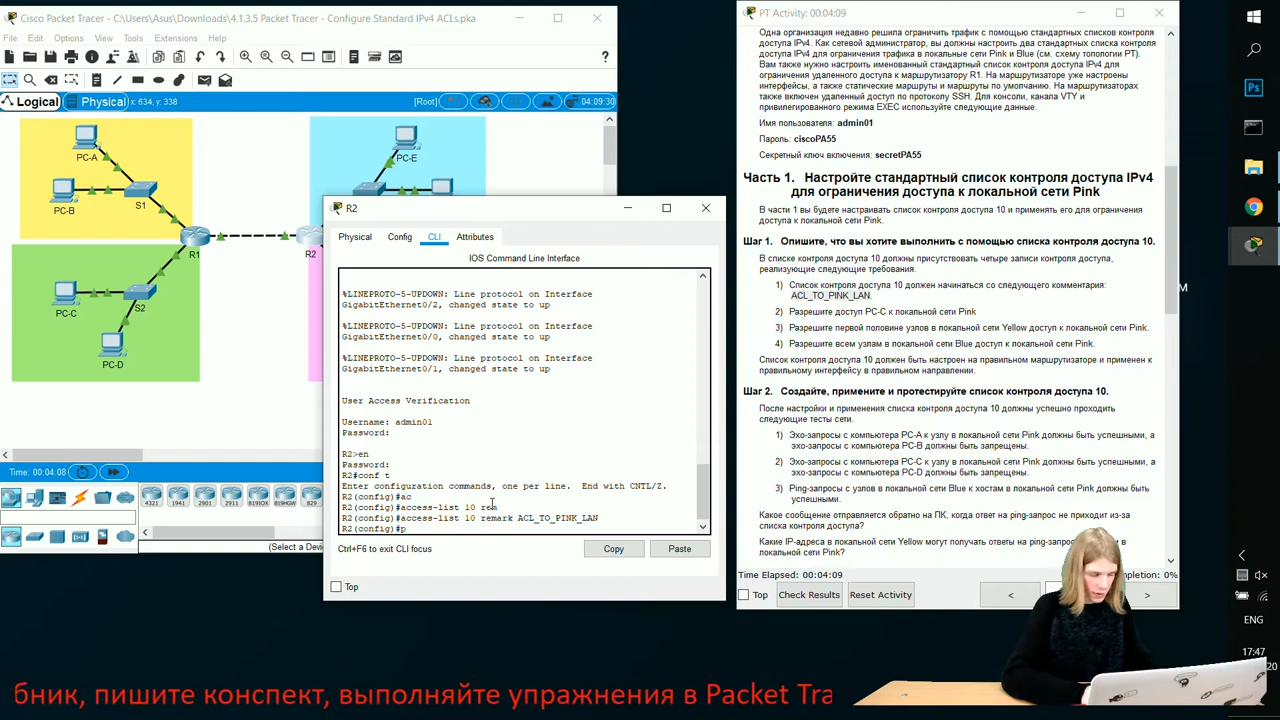 Cisco Packet Tracer - C:\Users\Asus\Downloads\4.1.3.5 Packet Tracer - Configure Standard IPv4 ACLs.pka
File Edit Options View Tools Extensions Help
Logical Physical x: 634, y: 338 [Root] 04:09:30
PC-A
PC-B
S1
PC-E
R1
R2
PC-C
S2
PC-D
Time: 00:04:08
4321 1941 2901 2911 819IOX 819HGW 829
(Select a Devi
R2
Physical Config CLI Attributes
IOS Command Line Interface
%LINEPROTO-5-UPDOWN: Line protocol on Interface
GigabitEthernet0/2, changed state to up
%LINEPROTO-5-UPDOWN: Line protocol on Interface
GigabitEthernet0/0, changed state to up
%LINEPROTO-5-UPDOWN: Line protocol on Interface
GigabitEthernet0/1, changed state to up
User Access Verification
Username: admin01
Password:
R2>en
Password:
R2#conf t
Enter configuration commands, one per line. End with CNTL/Z.
R2(config)#ac
R2(config)#access-list 10 rem
R2(config)#access-list 10 remark ACL_TO_PINK_LAN
R2(config)#p
Ctrl+F6 to exit CLI focus
Copy Paste
Top
PT Activity: 00:04:09
Одна организация недавно решила ограничить трафик с помощью стандартных списков контроля
доступа IPv4. Как сетевой администратор, вы должны настроить два стандартных списка контроля
доступа IPv4 для ограничения трафика в локальные сети Pink и Blue (см. схему топологии PT).
Вам также нужно настроить именованный стандартный список контроля доступа IPv4 для
ограничения удаленного доступа к маршрутизатору R1. На маршрутизаторе уже настроены
интерфейсы, а также статические маршруты и маршруты по умолчанию. На маршрутизаторах
также включен удаленный доступ по протоколу SSH. Для консоли, канала VTY и
привилегированного режима EXEC используйте следующие данные.
Имя пользователя: admin01
Пароль: ciscoPA55
Секретный ключ включения: secretPA55
Часть 1. Настройте стандартный список контроля доступа IPv4
для ограничения доступа к локальной сети Pink
В части 1 вы будете настраивать список контроля доступа 10 и применять его для ограничения
доступа к локальной сети Pink.
Шаг 1. Опишите, что вы хотите выполнить с помощью списка контроля доступа 10.
В списке контроля доступа 10 должны присутствовать четыре записи контроля доступа,
реализующие следующие требования.
1) Список контроля доступа 10 должен начинаться со следующего комментария:
ACL_TO_PINK_LAN.
2) Разрешите доступ PC-C к локальной сети Pink
3) Разрешите первой половине узлов в локальной сети Yellow доступ к локальной сети Pink.
4) Разрешите всем узлам в локальной сети Blue доступ к локальной сети Pink.
Список контроля доступа 10 должен быть настроен на правильном маршрутизаторе и применен к
правильному интерфейсу в правильном направлении.
Шаг 2. Создайте, примените и протестируйте список контроля доступа 10.
После настройки и применения списка контроля доступа 10 должны успешно проходить
следующие тесты сети.
1) Эхо-запросы с компьютера PC-A к узлу в локальной сети Pink должны быть успешными, а
эхо-запросы с компьютера PC-B должны быть запрещены.
2) Эхо-запросы с компьютера PC-C к узлу в локальной сети Pink должны быть успешными, а
эхо-запросы с компьютера PC-D должны быть запрещены.
3) Ping-запросы с узлов в локальной сети Blue к хостам в локальной сети Pink должны быть
успешными.
Какое сообщение отправляется обратно на ПК, когда ответ на ping-запрос не приходит из-за
списка контроля доступа?
Какие IP-адреса в локальной сети Yellow могут получать ответы на ping-запросы
локальной сети Pink?
Time Elapsed: 00:04:09 mpletion: 0%
Top Check Results Reset Activity < >
M
Ps
ENG
17:47
бник, пишите конспект, выполняйте упражнения в Packet Tra